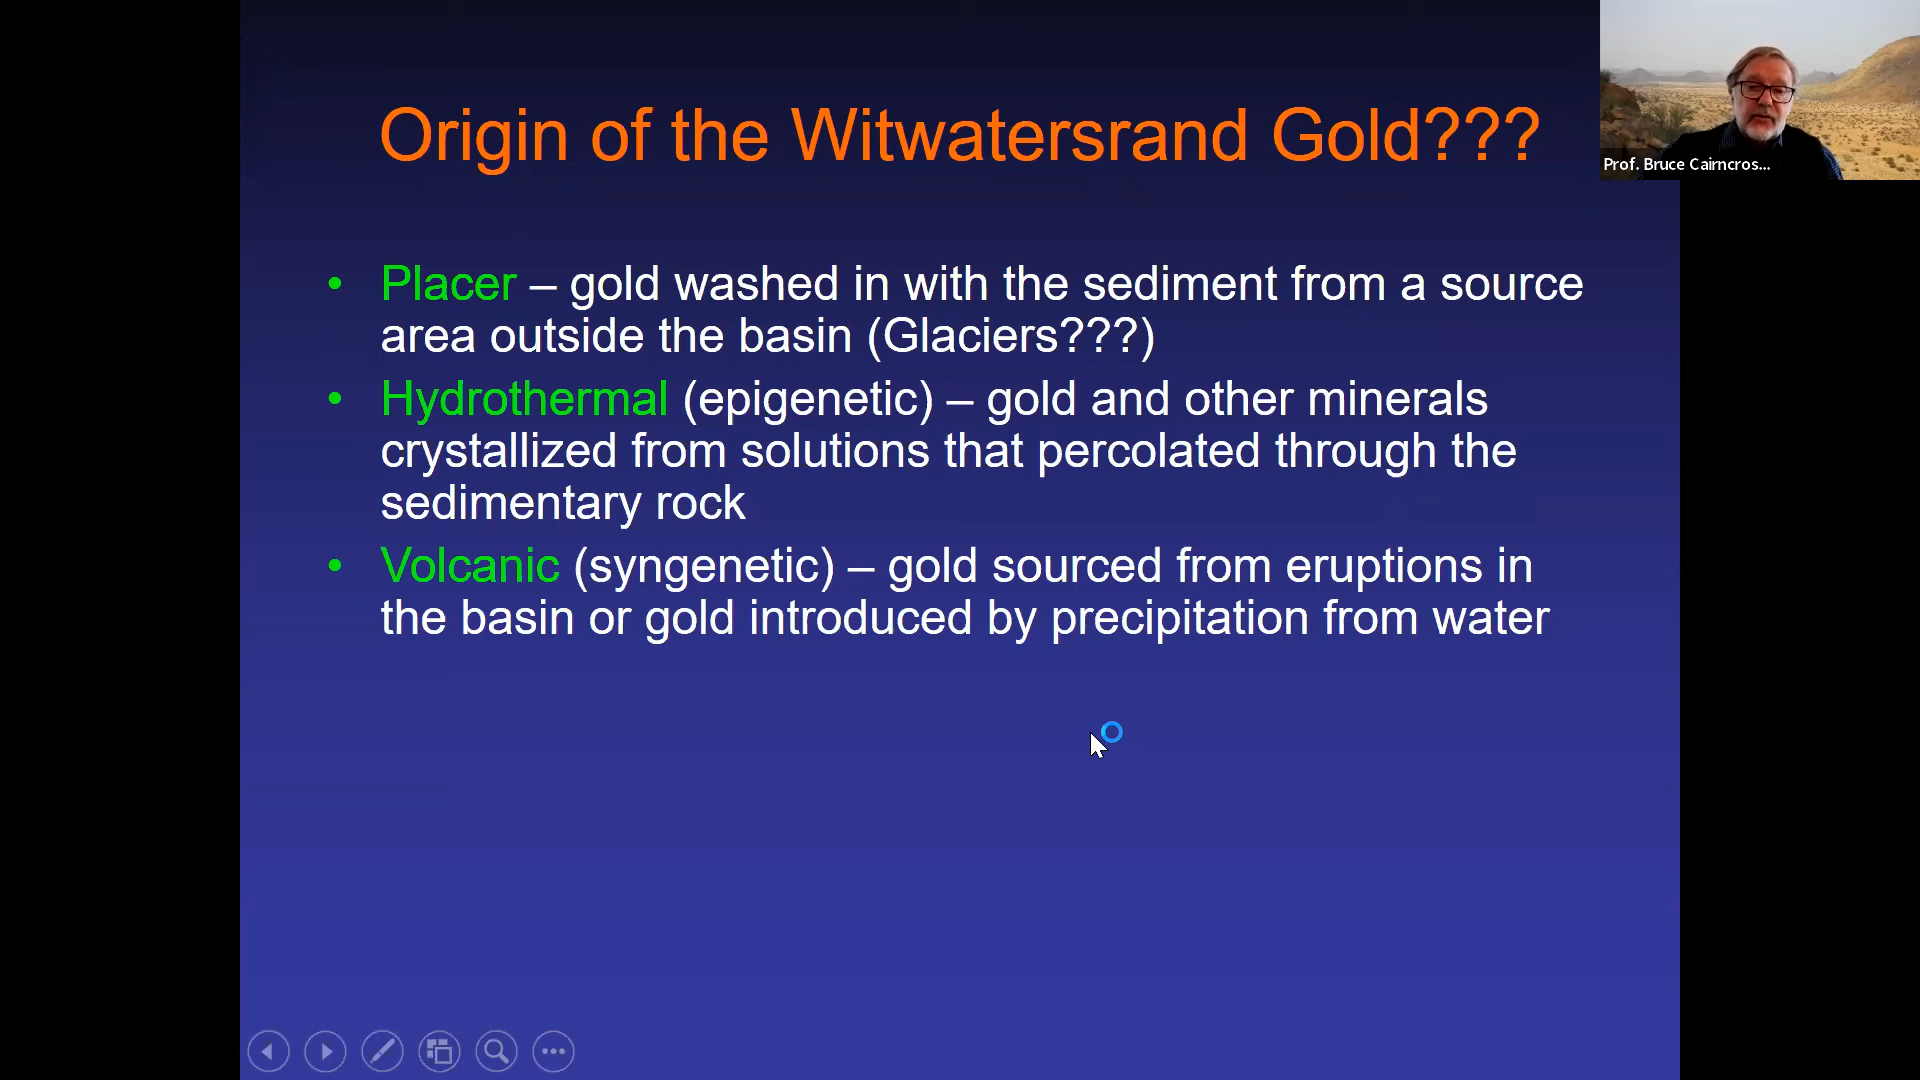 Origin of the Witwatersrand Gold???
Prof. Bruce Cairncros...
• Placer – gold washed in with the sediment from a source
area outside the basin (Glaciers???)
• Hydrothermal (epigenetic) – gold and other minerals
crystallized from solutions that percolated through the
sedimentary rock
• Volcanic (syngenetic) – gold sourced from eruptions in
the basin or gold introduced by precipitation from water